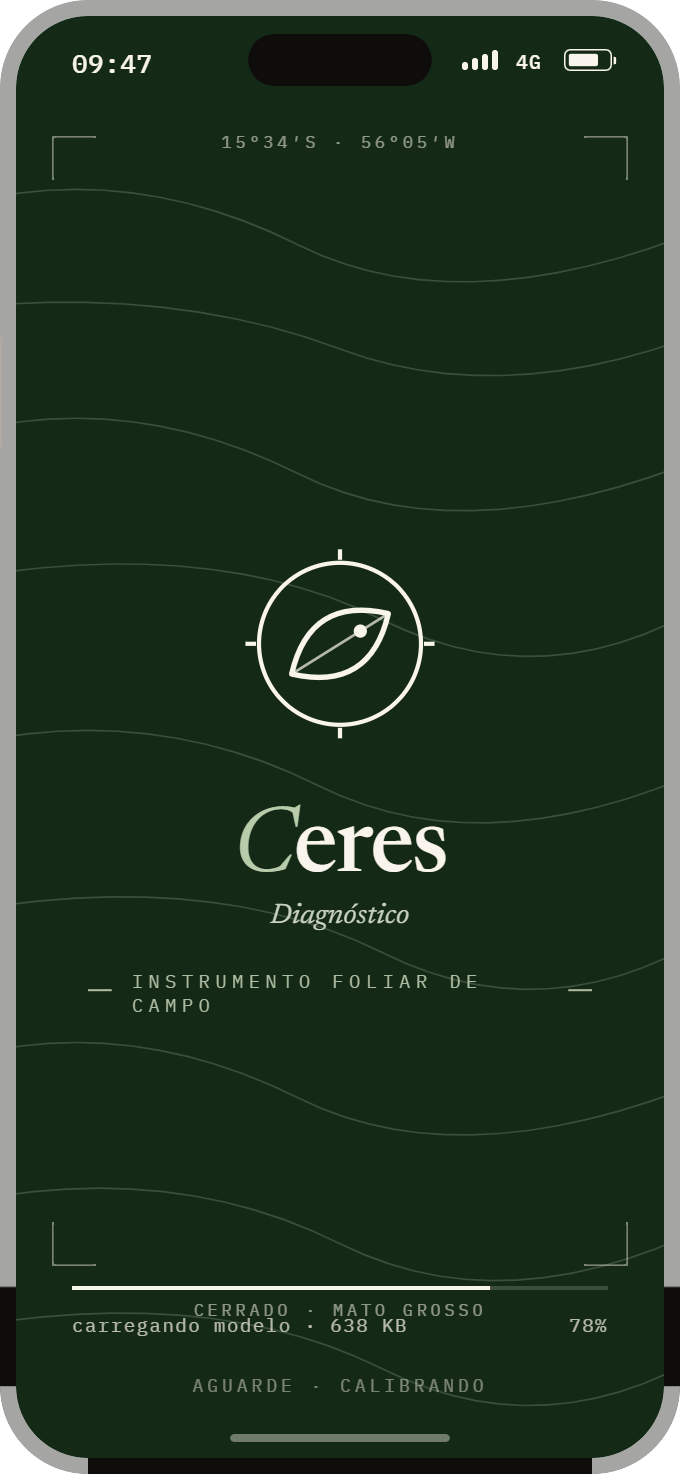 09:47
4G
15°34′S · 56°05′W
Ceres
Diagnóstico
INSTRUMENTO FOLIAR DE
CAMPO
CERRADO · MATO GROSSO
carregando modelo · 638 KB 78%
AGUARDE · CALIBRANDO